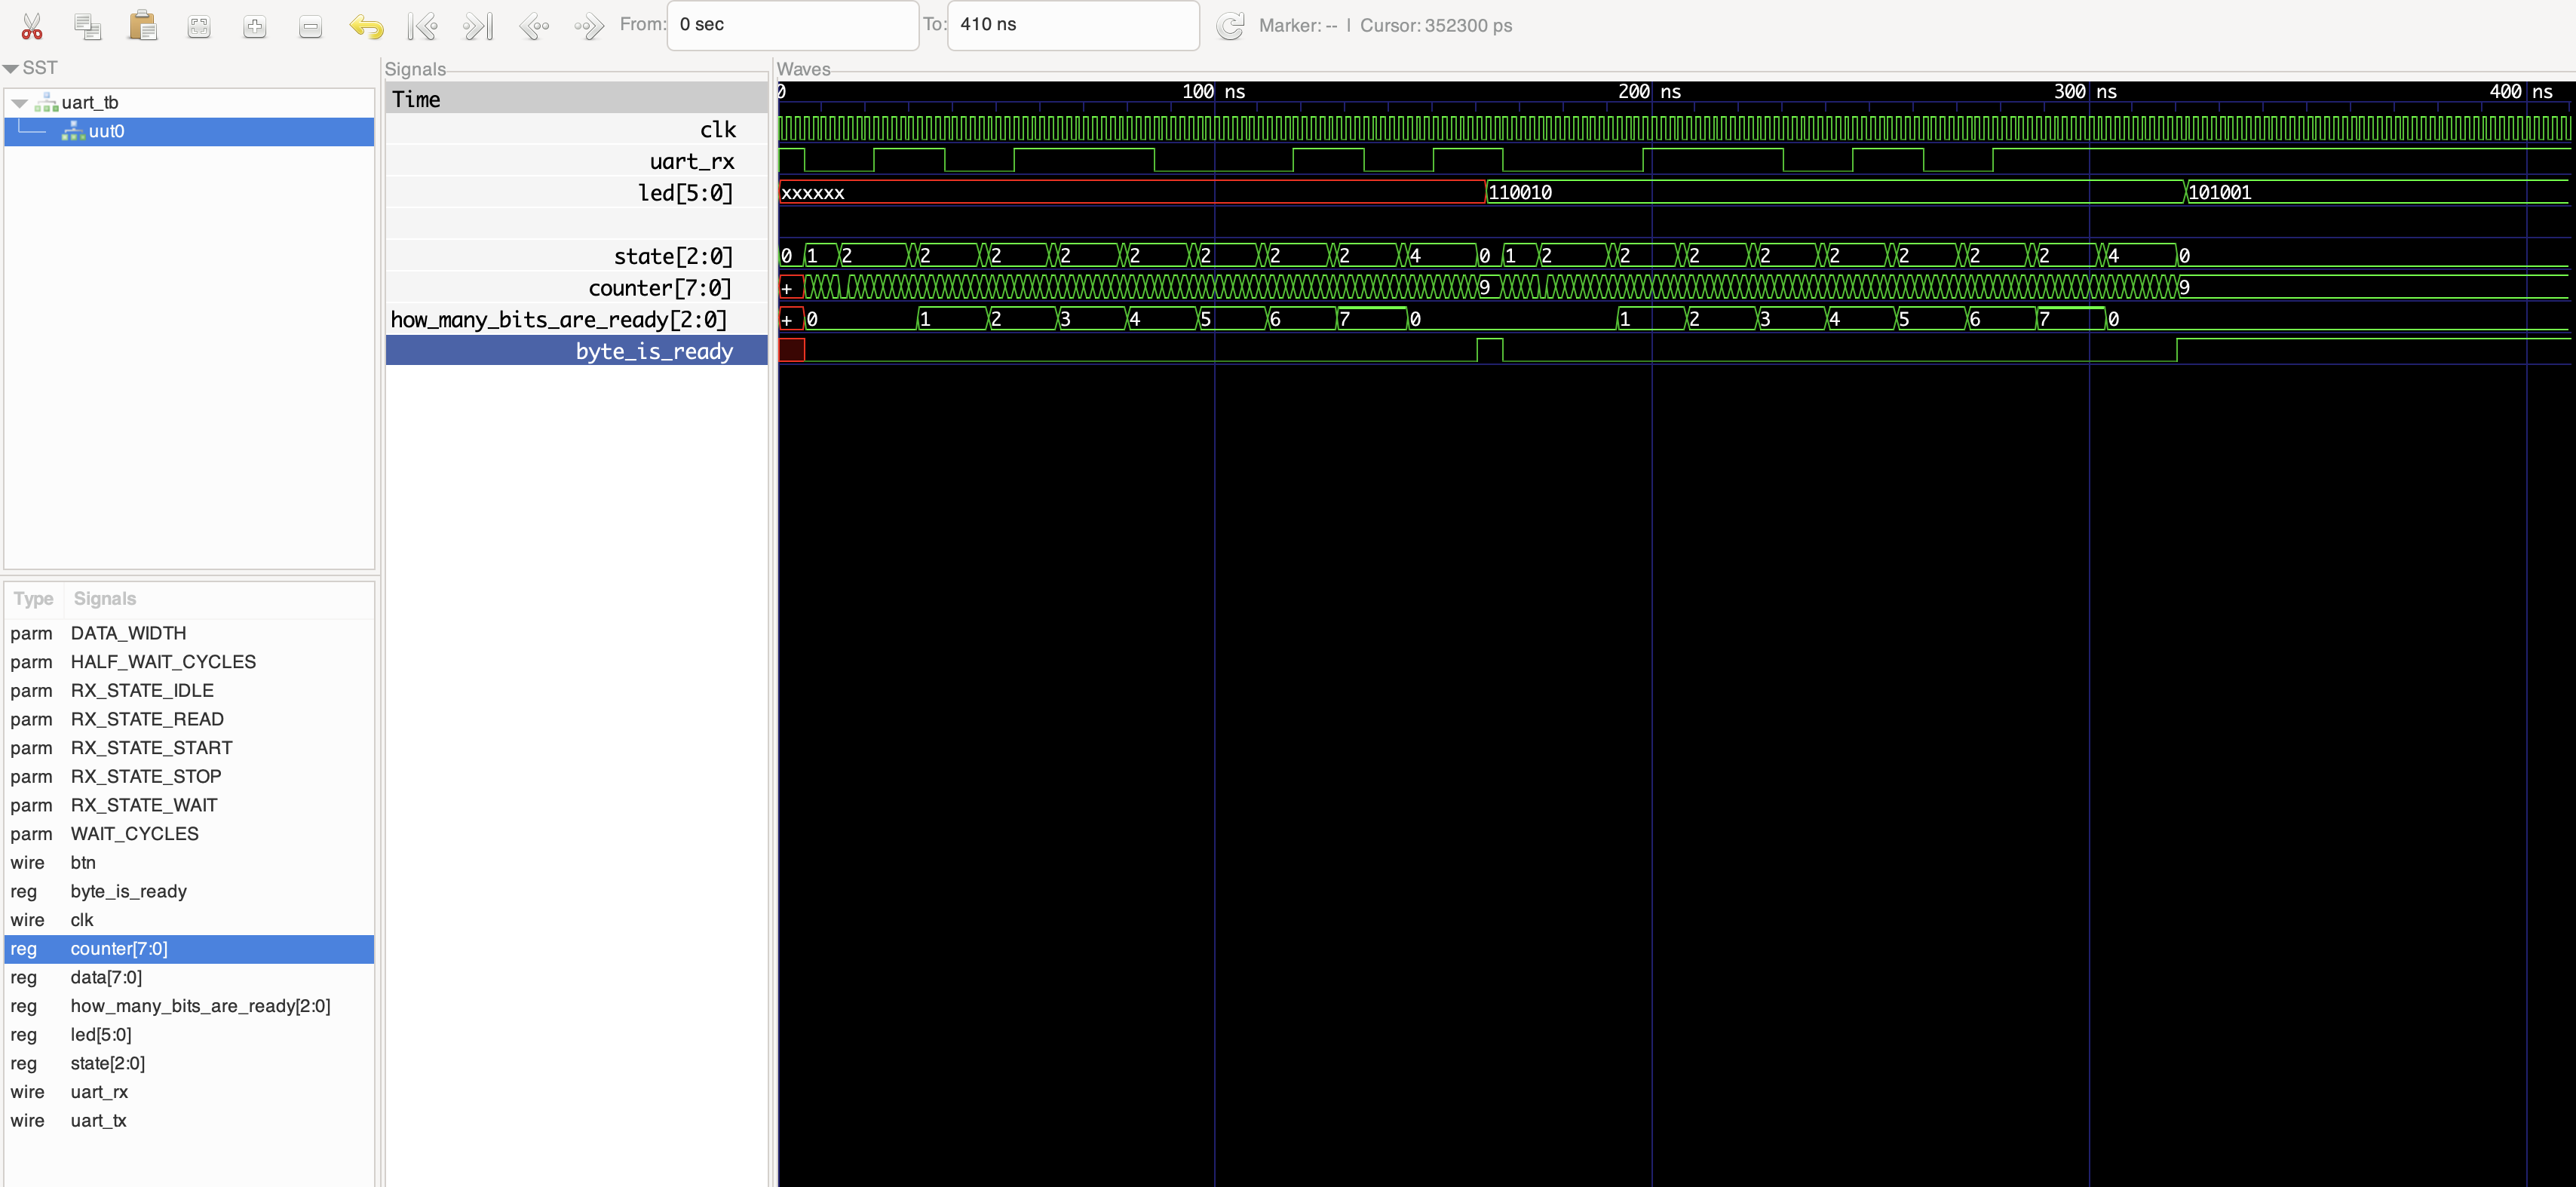 From: 0 sec To: 410 ns Marker: -- | Cursor: 352300 ps
SST
uart_tb
uut0
Type Signals
parm DATA_WIDTH
parm HALF_WAIT_CYCLES
parm RX_STATE_IDLE
parm RX_STATE_READ
parm RX_STATE_START
parm RX_STATE_STOP
parm RX_STATE_WAIT
parm WAIT_CYCLES
wire btn
reg byte_is_ready
wire clk
reg counter[7:0]
reg data[7:0]
reg how_many_bits_are_ready[2:0]
reg led[5:0]
reg state[2:0]
wire uart_rx
wire uart_tx
Signals
Time
clk
uart_rx
led[5:0]
state[2:0]
counter[7:0]
how_many_bits_are_ready[2:0]
byte_is_ready
Waves
0 100 ns 200 ns 300 ns 400 ns
xxxxxx 110010 101001
0 1 2 2 2 2 2 2 2 2 4 0 1 2 2 2 2 2 2 2 2 4 0
+ 9 9
+ 0 1 2 3 4 5 6 7 0 1 2 3 4 5 6 7 0